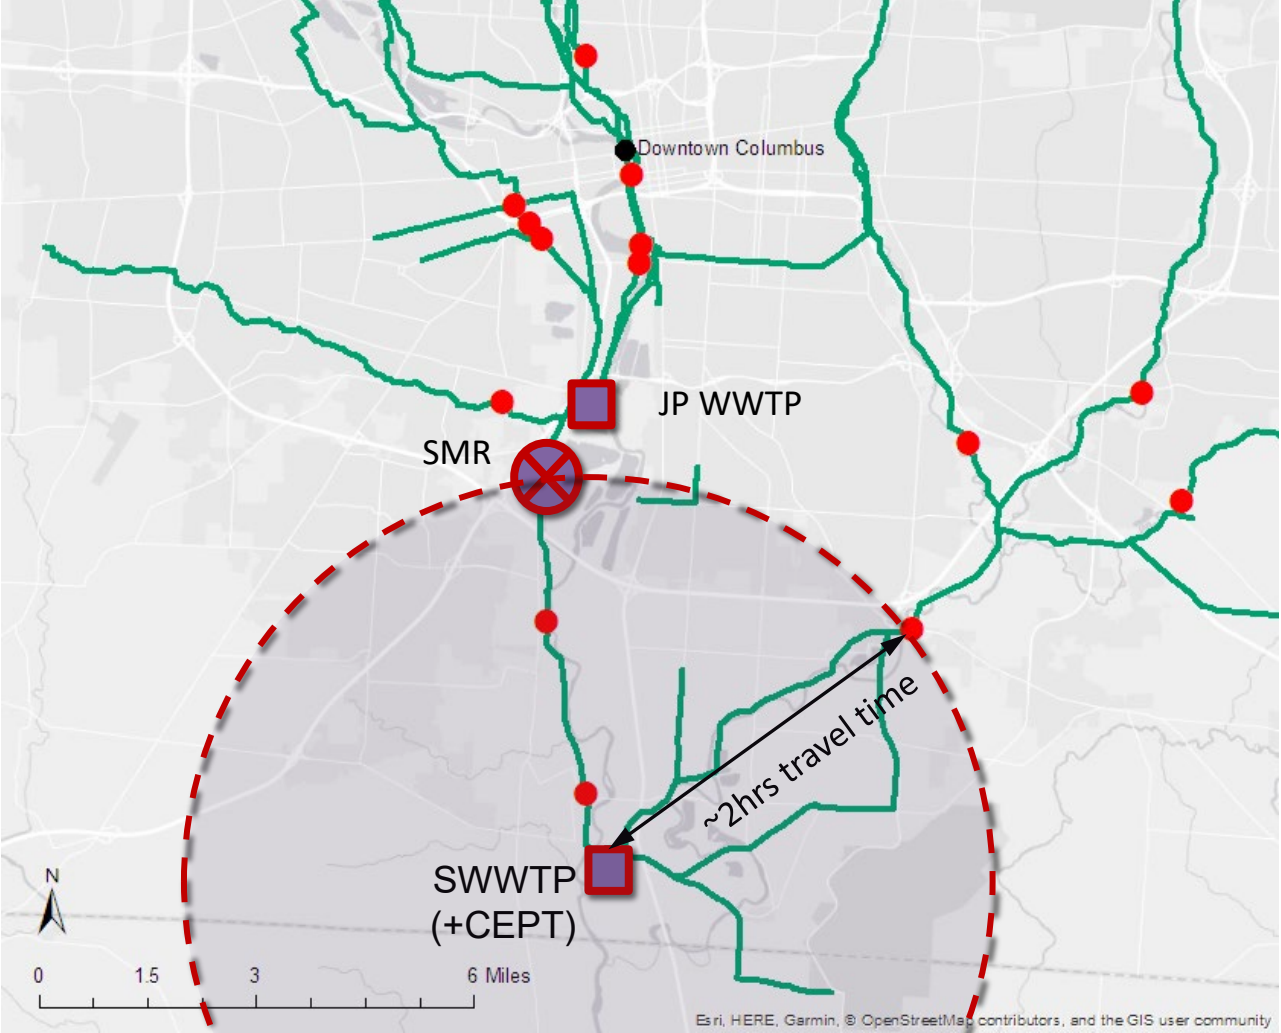 Downtown Columbus
JP WWTP
SMR
~2hrs travel time
SWWTP
(+CEPT)
N
0 1.5 3 6 Miles
Esri, HERE, Garmin, © OpenStreetMap contributors, and the GIS user community